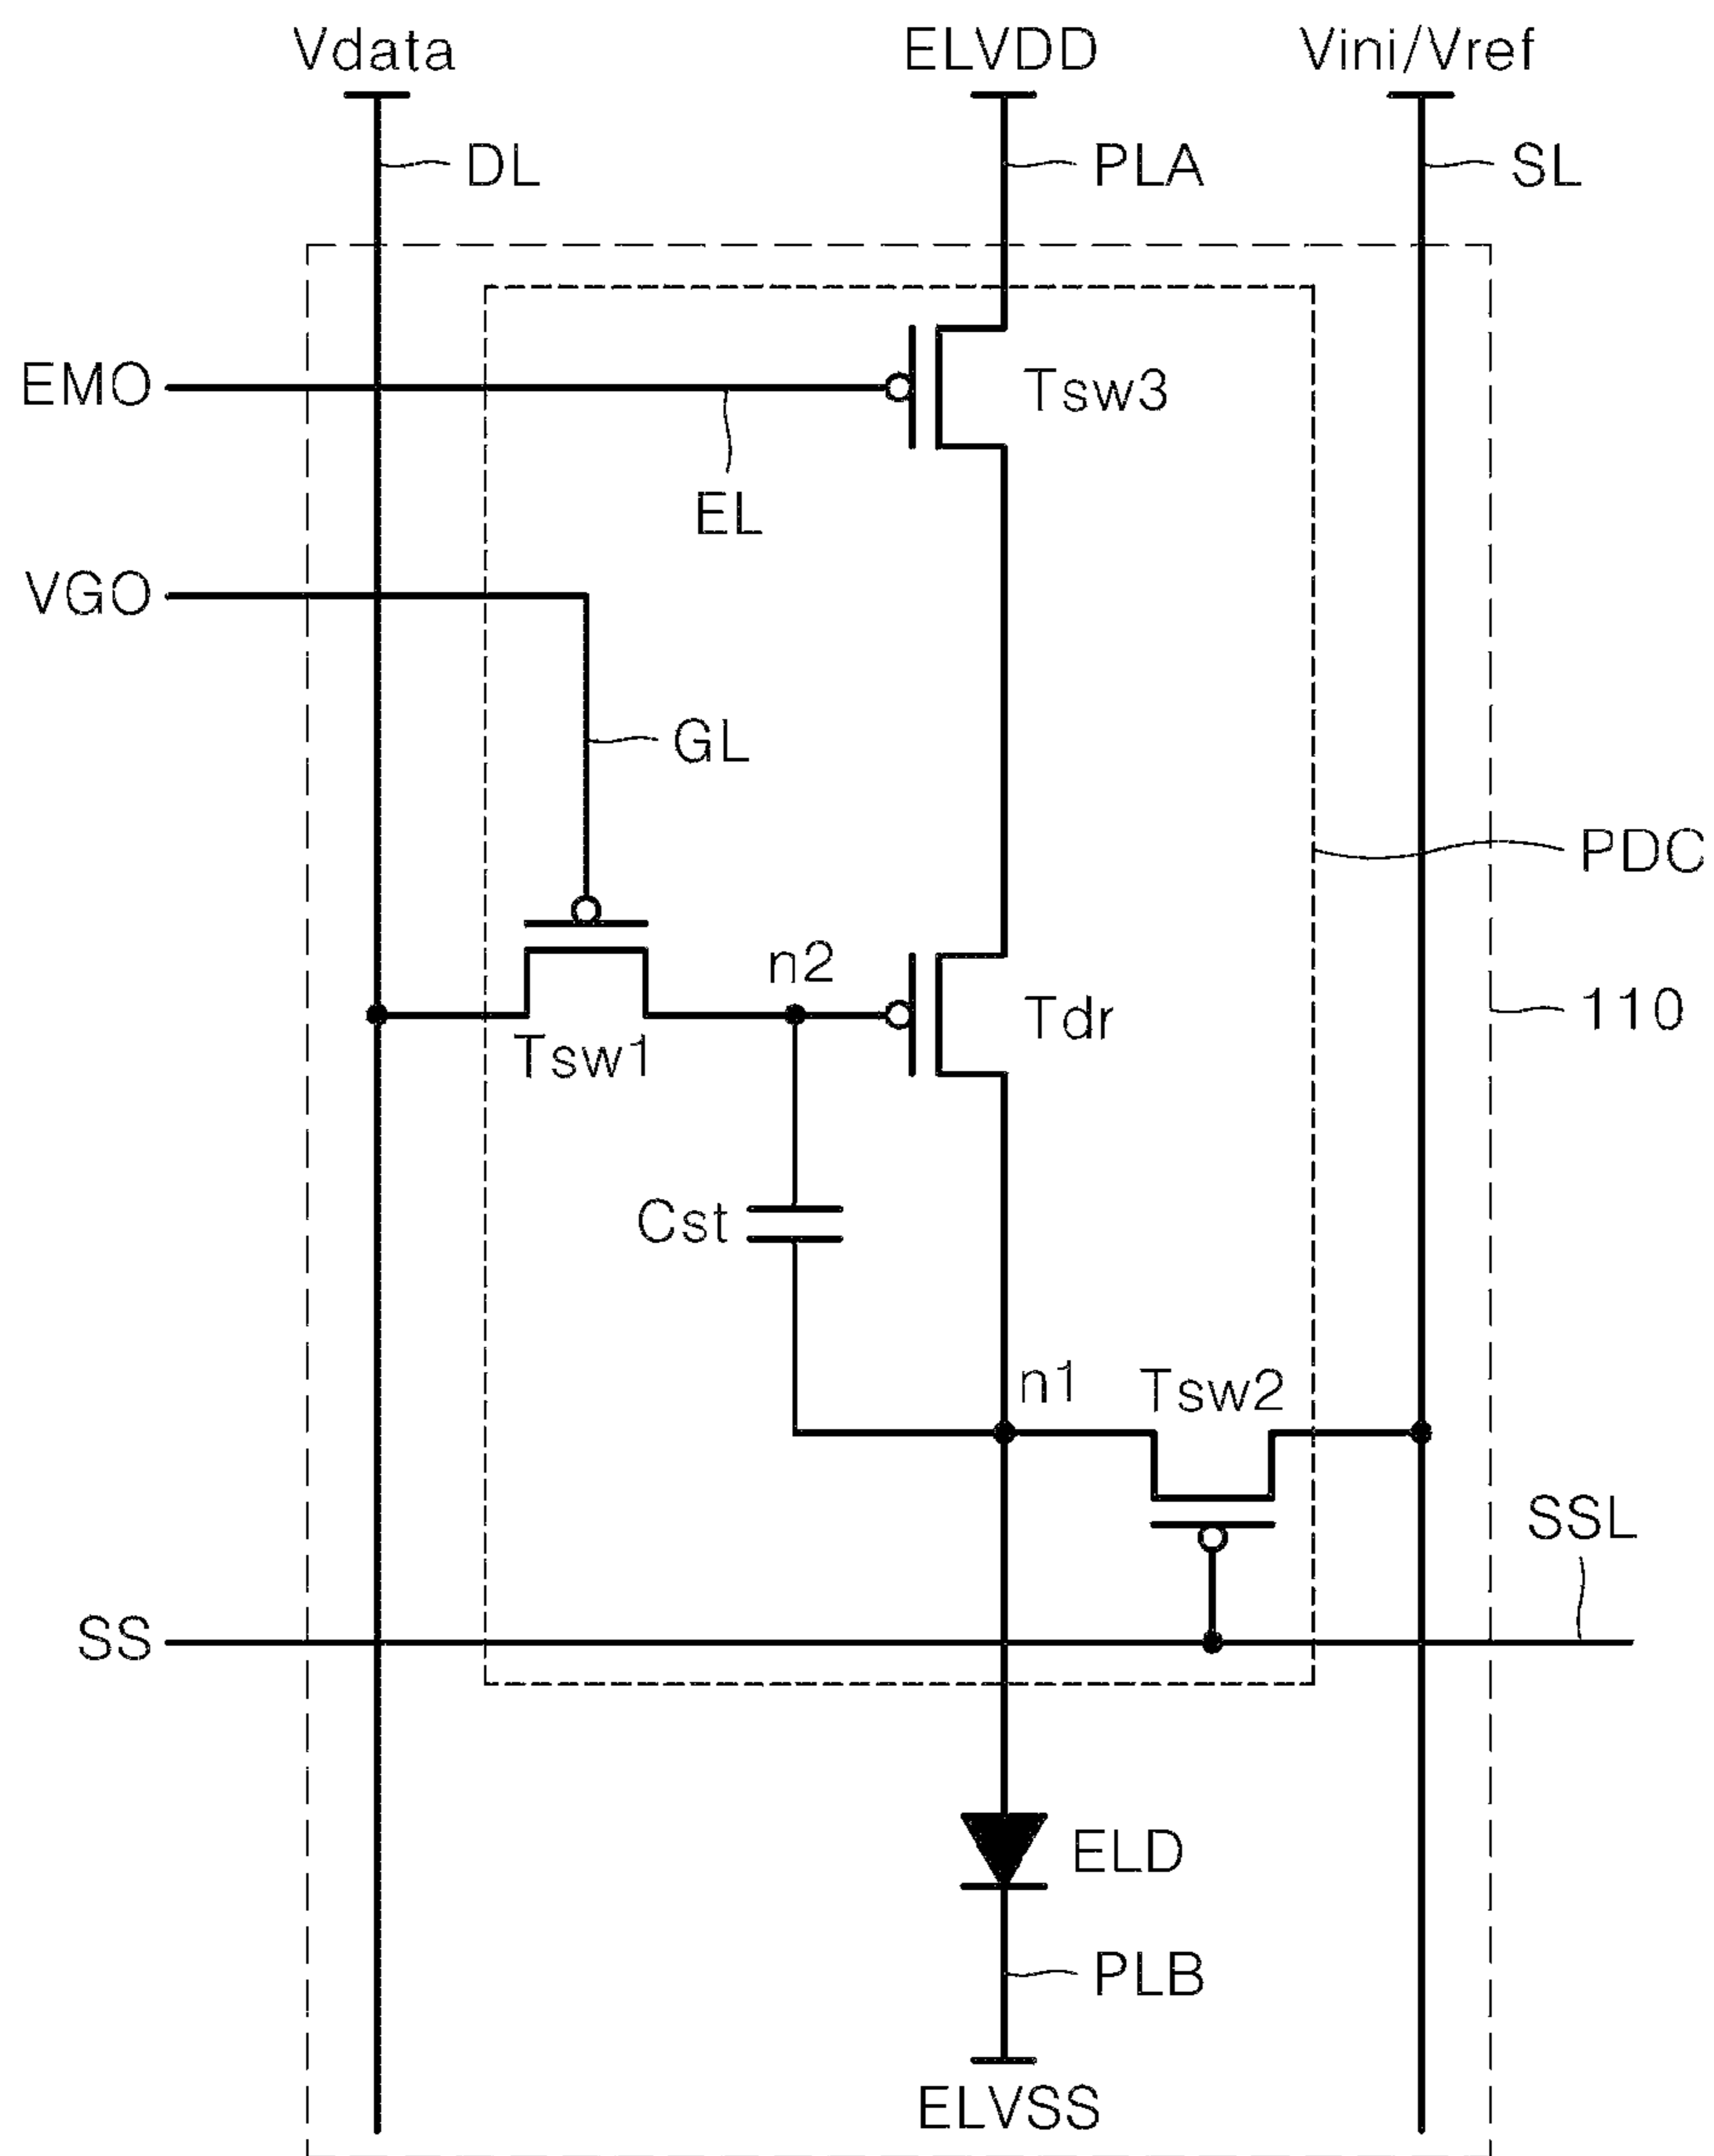 Vdata
ELVDD
Vini/Vref
DL
PLA
SL
EMO
Tsw3
EL
VGO
GL
PDC
n2
Tdr
110
Tsw1
Cst
n1
Tsw2
SSL
SS
ELD
PLB
ELVSS